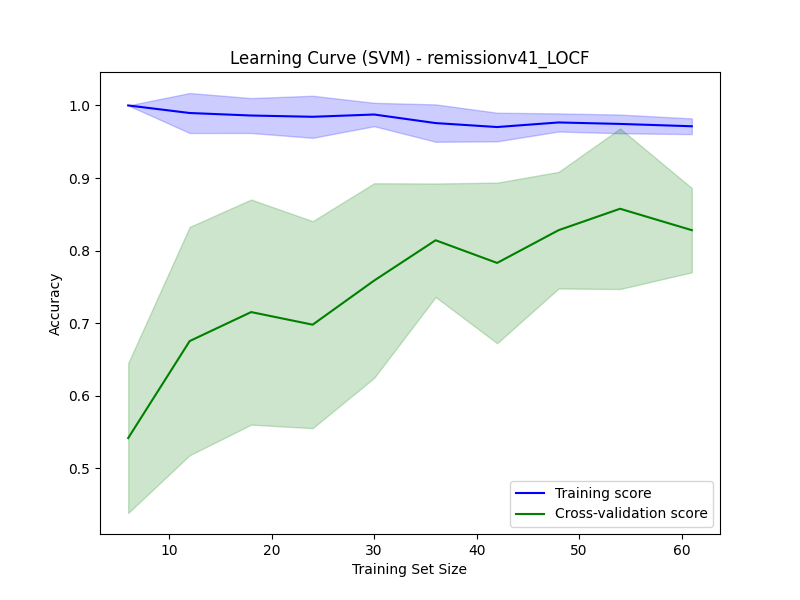 Learning Curve (SVM) - remissionv41_LOCF
Accuracy
1.0
0.9
0.8
0.7
0.6
0.5
10 20 30 40 50 60
Training Set Size
Training score
Cross-validation score